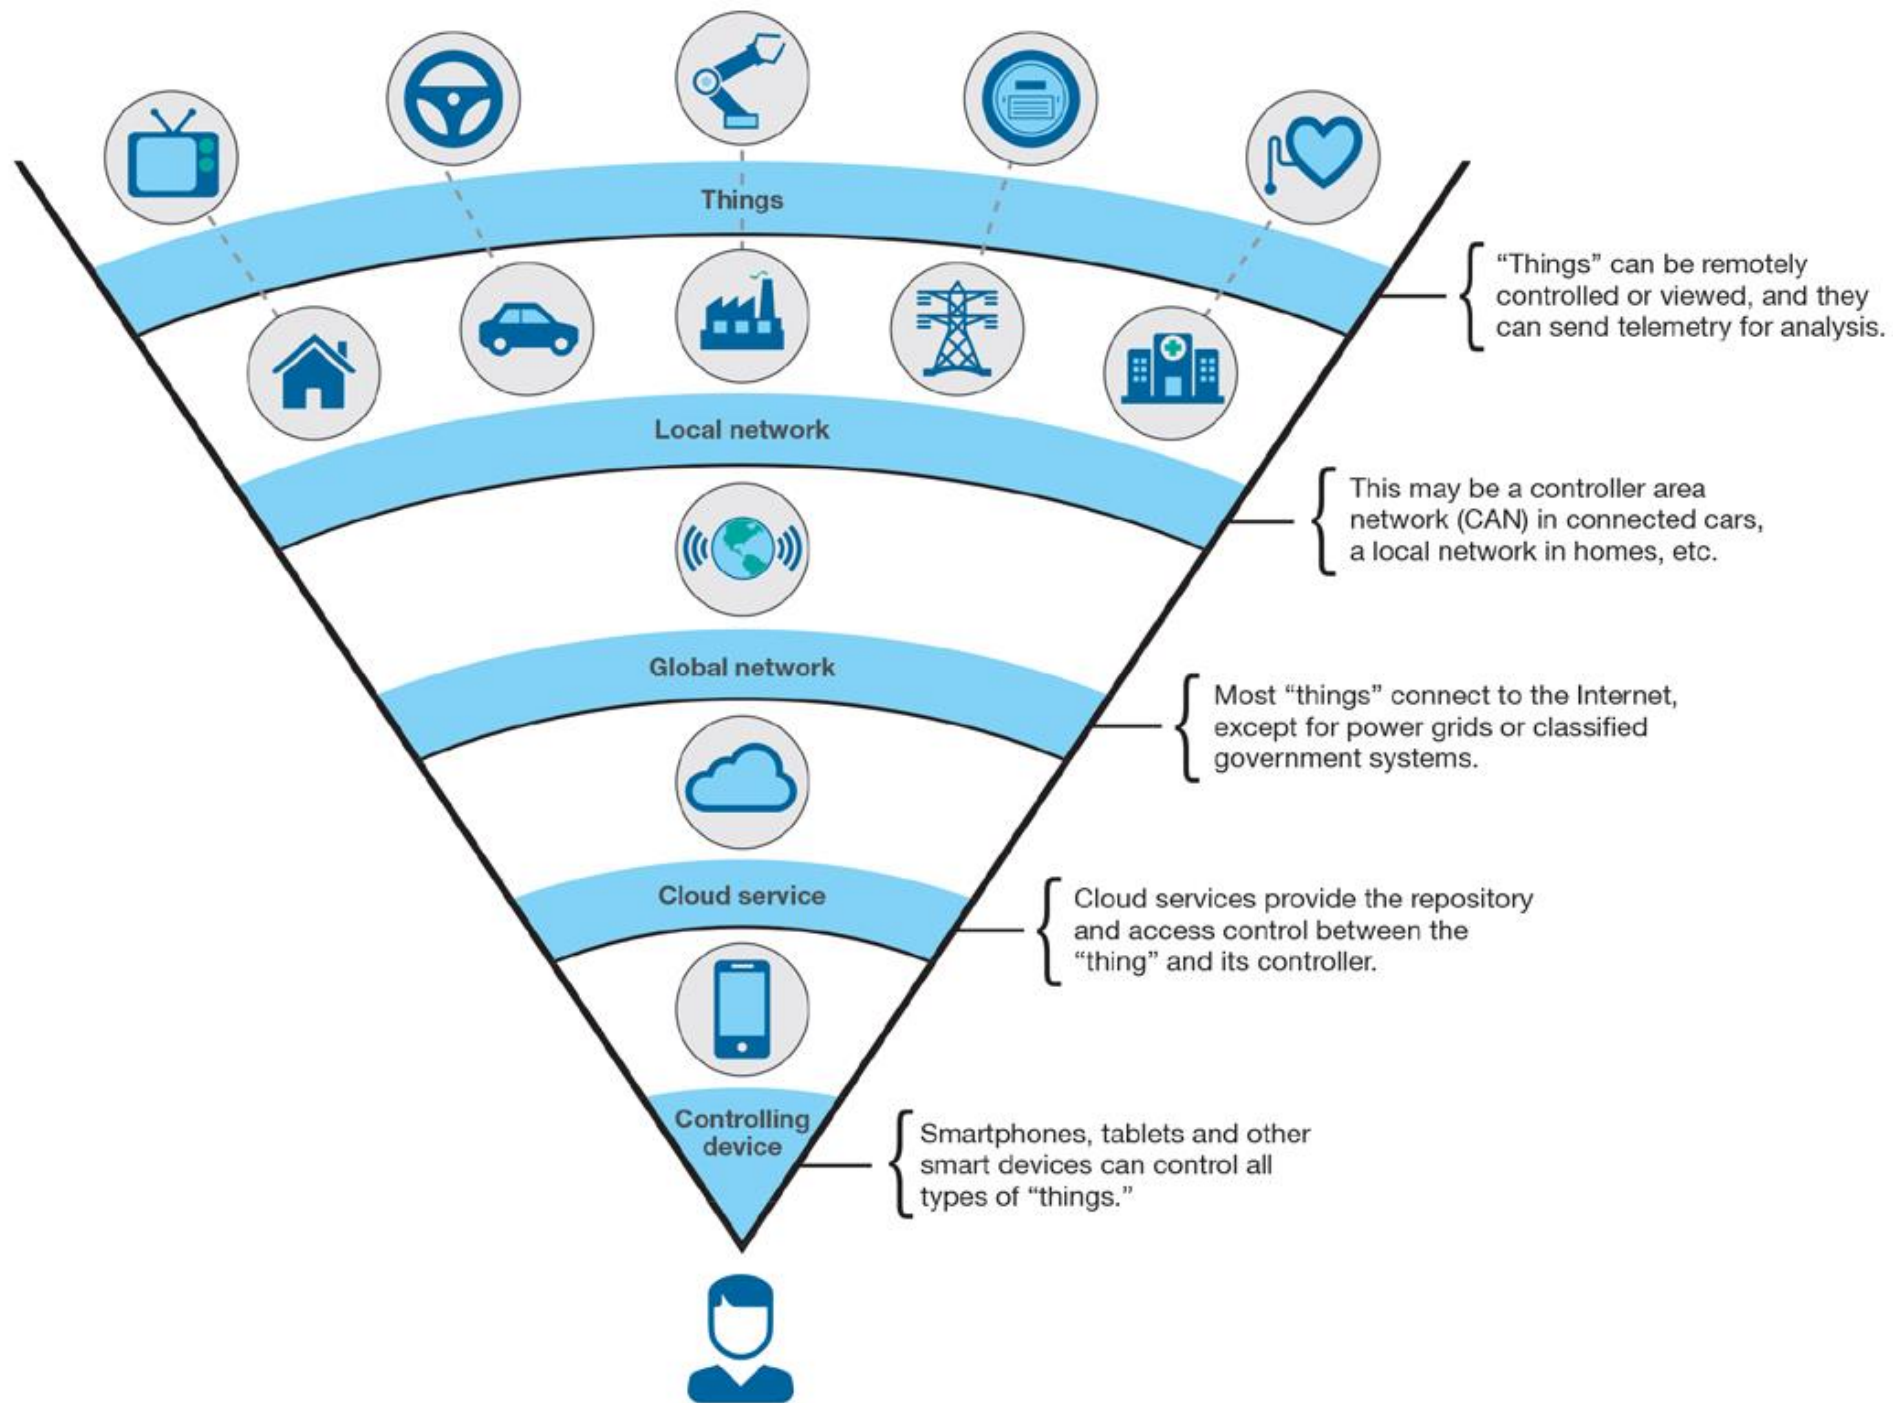 Things
“Things” can be remotely
controlled or viewed, and they
can send telemetry for analysis.
Local network
This may be a controller area
network (CAN) in connected cars,
a local network in homes, etc.
Global network
Most “things” connect to the Internet,
except for power grids or classified
government systems.
Cloud service
Cloud services provide the repository
and access control between the
“thing” and its controller.
Controlling
device
Smartphones, tablets and other
smart devices can control all
types of “things.”